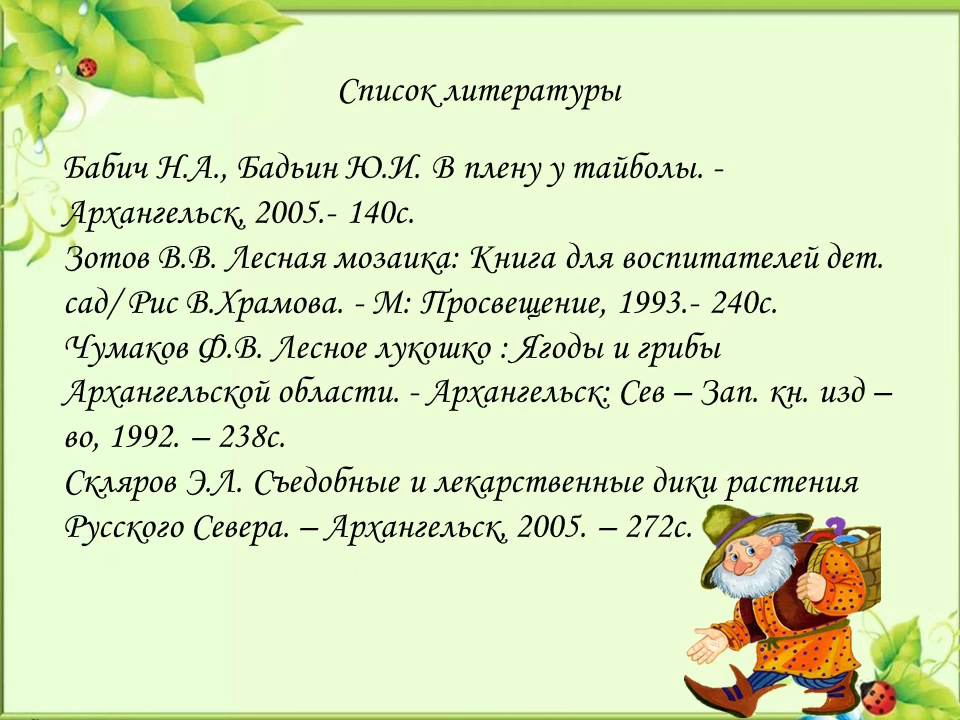 Список литературы
Бабич Н.А., Бадьин Ю.И. В плену у тайболы. -
Архангельск, 2005.- 140с.
Зотов В.В. Лесная мозаика: Книга для воспитателей дет.
сад/ Рис В.Храмова. - М: Просвещение, 1993.- 240с.
Чумаков Ф.В. Лесное лукошко : Ягоды и грибы
Архангельской области. - Архангельск: Сев – Зап. кн. изд –
во, 1992. – 238с.
Скляров Э.Л. Съедобные и лекарственные дики растения
Русского Севера. – Архангельск, 2005. – 272с.